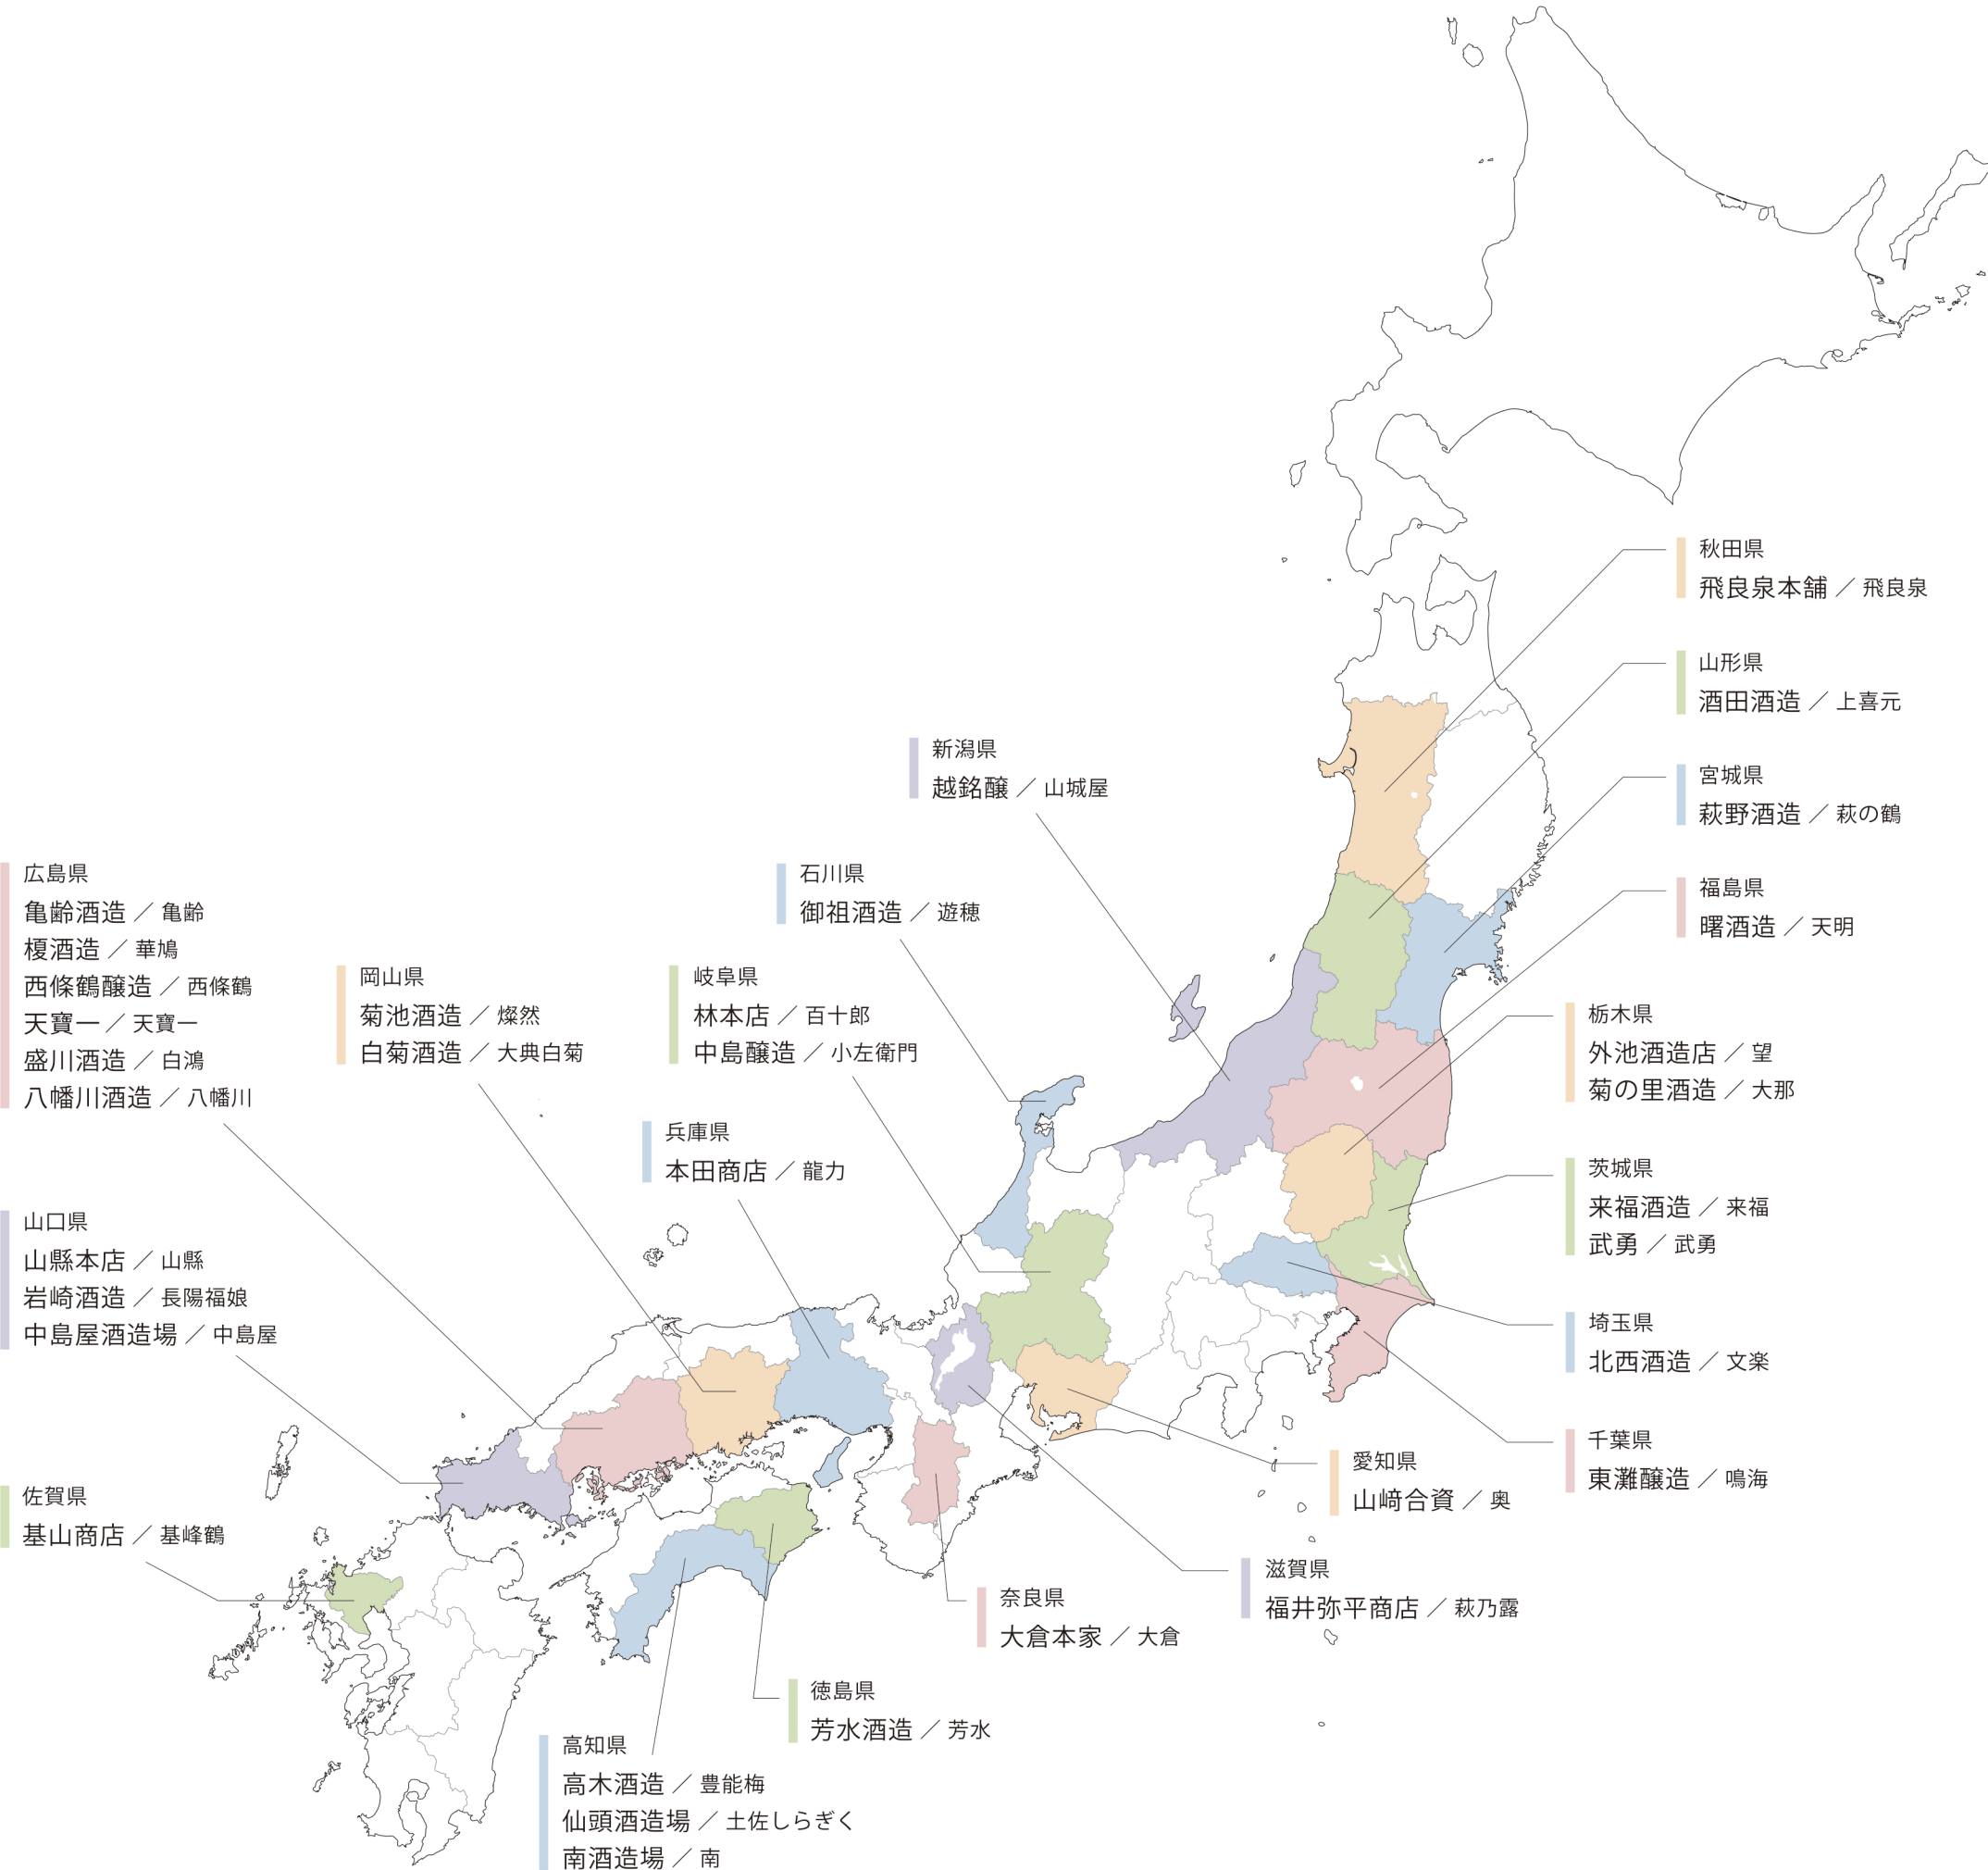 秋田県
飛良泉本舗 ／ 飛良泉
山形県
酒田酒造 ／ 上喜元
宮城県
萩野酒造 ／ 萩の鶴
福島県
曙酒造 ／ 天明
新潟県
越銘醸 ／ 山城屋
石川県
御祖酒造 ／ 遊穂
広島県
亀齢酒造 ／ 亀齢
榎酒造 ／ 華鳩
西條鶴醸造 ／ 西條鶴
天寶一 ／ 天寶一
盛川酒造 ／ 白鴻
八幡川酒造 ／ 八幡川
岡山県
菊池酒造 ／ 燦然
白菊酒造 ／ 大典白菊
岐阜県
林本店 ／ 百十郎
中島醸造 ／ 小左衛門
栃木県
外池酒造店 ／ 望
菊の里酒造 ／ 大那
兵庫県
本田商店 ／ 龍力
茨城県
来福酒造 ／ 来福
武勇 ／ 武勇
山口県
山縣本店 ／ 山縣
岩崎酒造 ／ 長陽福娘
中島屋酒造場 ／ 中島屋
埼玉県
北西酒造 ／ 文楽
千葉県
東灘醸造 ／ 鳴海
愛知県
山﨑合資 ／ 奥
佐賀県
基山商店 ／ 基峰鶴
滋賀県
福井弥平商店 ／ 萩乃露
奈良県
大倉本家 ／ 大倉
徳島県
芳水酒造 ／ 芳水
高知県
高木酒造 ／ 豊能梅
仙頭酒造場 ／ 土佐しらぎく
南酒造場 ／ 南